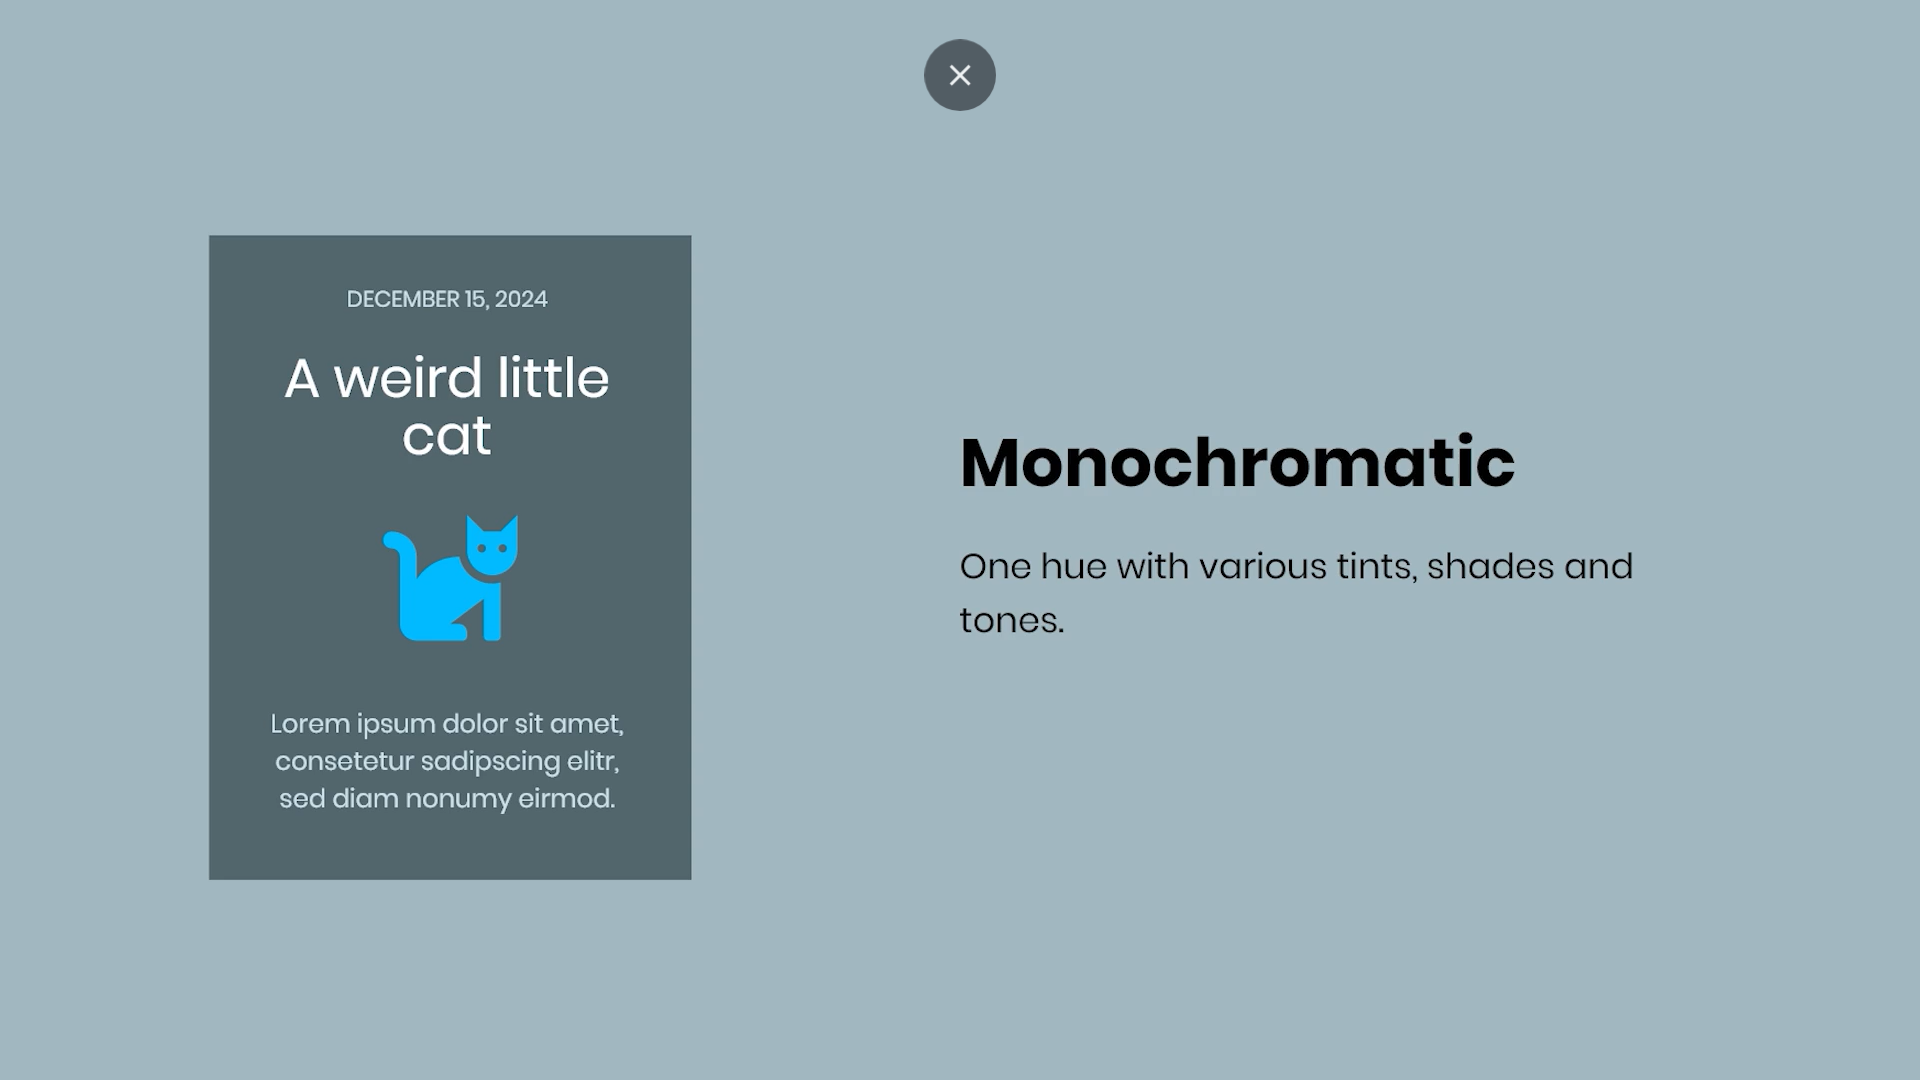 DECEMBER 15, 2024
A weird little
cat
Lorem ipsum dolor sit amet,
consetetur sadipscing elitr,
sed diam nonumy eirmod.
Monochromatic
One hue with various tints, shades and
tones.